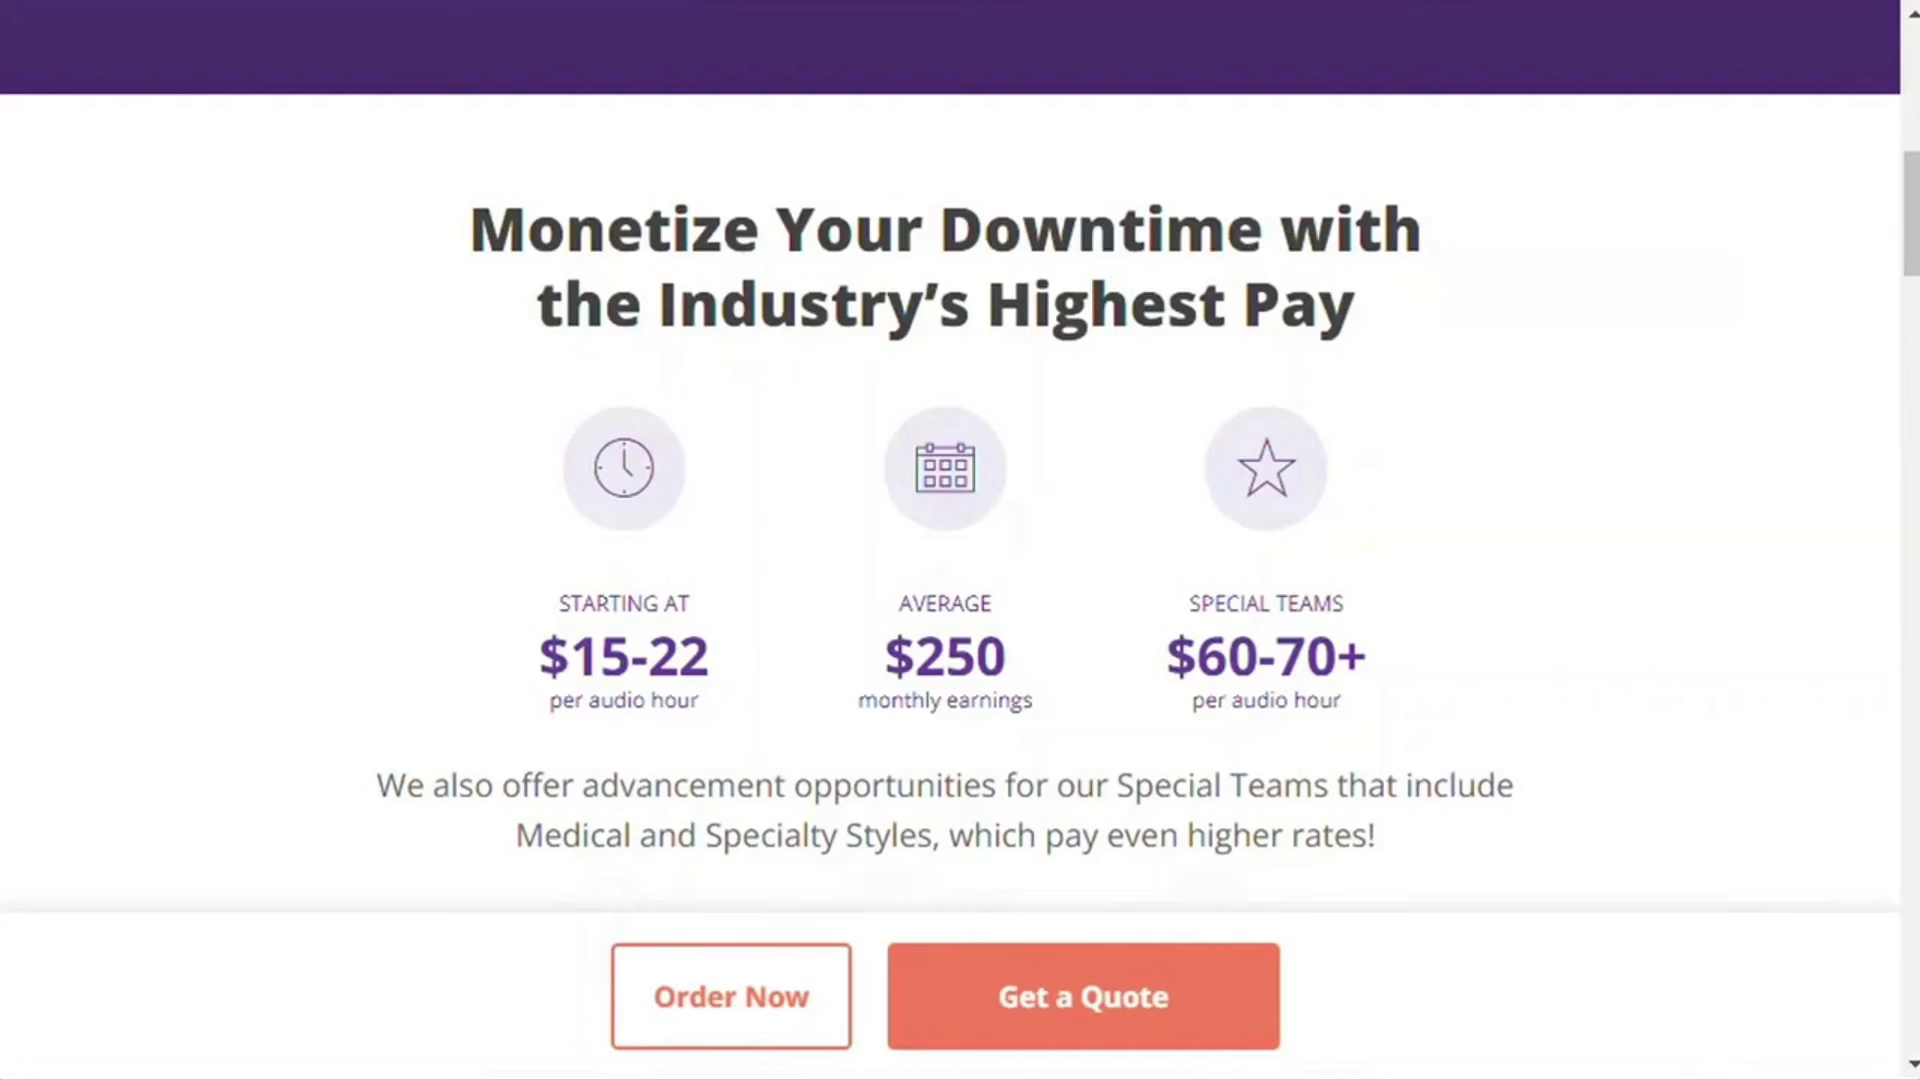 Monetize Your Downtime with
the Industry’s Highest Pay
STARTING AT
$15-22
per audio hour
AVERAGE
$250
monthly earnings
SPECIAL TEAMS
$60-70+
per audio hour
We also offer advancement opportunities for our Special Teams that include
Medical and Specialty Styles, which pay even higher rates!
Order Now
Get a Quote